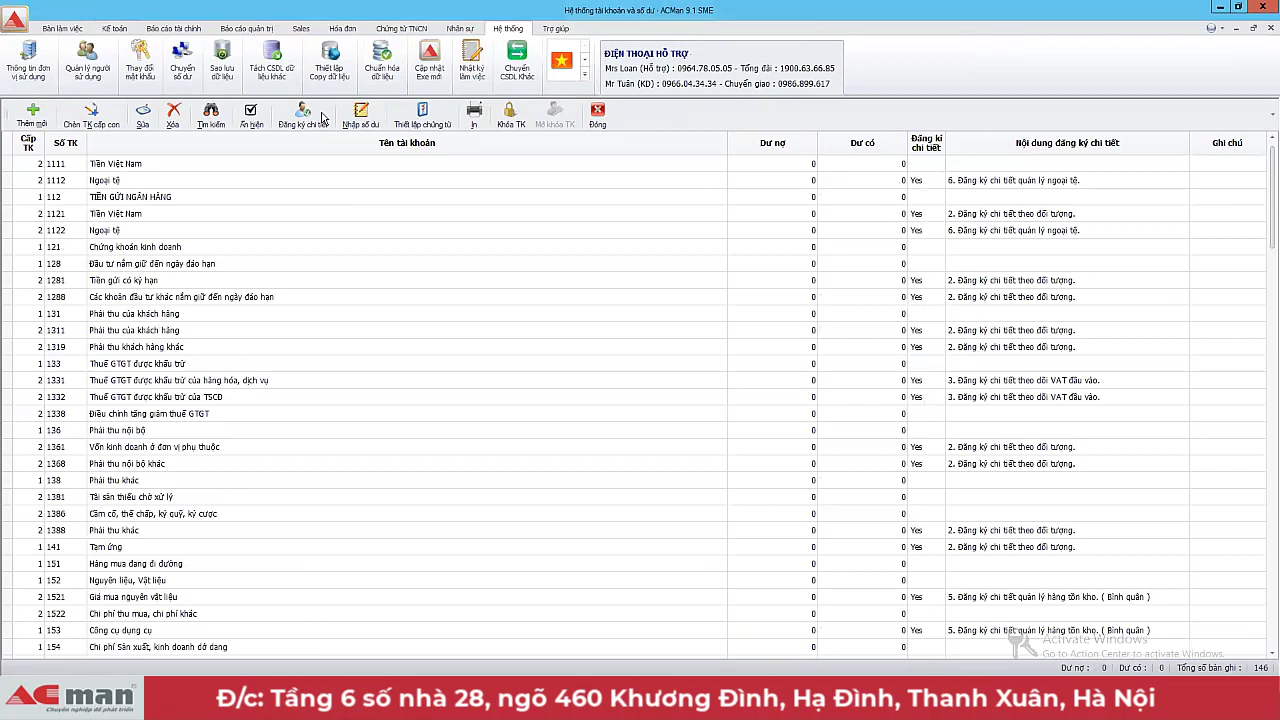 Hệ thống tài khoản và số dư - ACMan 9.1 SME
Bàn làm việc Kế toán Báo cáo tài chính Báo cáo quản trị Sales Hóa đơn Chứng từ TNCN Nhân sự Hệ thống Trợ giúp
Thông tin đơn vị sử dụng
Quản lý người sử dụng
Thay đổi mật khẩu
Chuyển số dư
Sao lưu dữ liệu
Tách CSDL dữ liệu khác
Thiết lập Copy dữ liệu
Chuẩn hóa dữ liệu
Cập nhật Exe mới
Nhật ký làm việc
Chuyển CSDL Khác
ĐIỆN THOẠI HỖ TRỢ
Mrs Loan (Hỗ trợ) : 0964.78.05.05 - Tổng đài : 1900.63.66.85
Mr Tuân (KD) : 0966.04.34.34 - Chuyển giao : 0966.899.617
Thêm mới Chèn TK cấp con Sửa Xóa Tìm kiếm Ẩn hiện Đăng ký chi tiết Nhập số dư Thiết lập chứng từ In Khóa TK Mở khóa TK Đóng
Cấp TK Số TK Tên tài khoản Dư nợ Dư có Đăng kí chi tiết Nội dung đăng ký chi tiết Ghi chú
2 1111 Tiền Việt Nam 0 0
2 1112 Ngoại tệ 0 0 Yes 6. Đăng ký chi tiết quản lý ngoại tệ.
1 112 TIỀN GỬI NGÂN HÀNG 0 0
2 1121 Tiền Việt Nam 0 0 Yes 2. Đăng ký chi tiết theo đối tượng.
2 1122 Ngoại tệ 0 0 Yes 6. Đăng ký chi tiết quản lý ngoại tệ.
1 121 Chứng khoán kinh doanh 0 0
1 128 Đầu tư nắm giữ đến ngày đáo hạn 0 0
2 1281 Tiền gửi có kỳ hạn 0 0 Yes 2. Đăng ký chi tiết theo đối tượng.
2 1288 Các khoản đầu tư khác nắm giữ đến ngày đáo hạn 0 0 Yes 2. Đăng ký chi tiết theo đối tượng.
1 131 Phải thu của khách hàng 0 0
2 1311 Phải thu của khách hàng 0 0 Yes 2. Đăng ký chi tiết theo đối tượng.
2 1319 Phải thu khách hàng khác 0 0 Yes 2. Đăng ký chi tiết theo đối tượng.
1 133 Thuế GTGT được khấu trừ 0 0
2 1331 Thuế GTGT được khấu trừ của hàng hóa, dịch vụ 0 0 Yes 3. Đăng ký chi tiết theo dõi VAT đầu vào.
2 1332 Thuế GTGT được khấu trừ của TSCĐ 0 0 Yes 3. Đăng ký chi tiết theo dõi VAT đầu vào.
2 1338 Điều chỉnh tăng giảm thuế GTGT 0 0
1 136 Phải thu nội bộ 0 0
2 1361 Vốn kinh doanh ở đơn vị phụ thuộc 0 0 Yes 2. Đăng ký chi tiết theo đối tượng.
2 1368 Phải thu nội bộ khác 0 0 Yes 2. Đăng ký chi tiết theo đối tượng.
1 138 Phải thu khác 0 0
2 1381 Tài sản thiếu chờ xử lý 0 0
2 1386 Cầm cố, thế chấp, ký quỹ, ký cược 0 0
2 1388 Phải thu khác 0 0 Yes 2. Đăng ký chi tiết theo đối tượng.
1 141 Tạm ứng 0 0 Yes 2. Đăng ký chi tiết theo đối tượng.
1 151 Hàng mua đang đi đường 0 0
1 152 Nguyên liệu, Vật liệu 0 0
2 1521 Giá mua nguyên vật liệu 0 0 Yes 5. Đăng ký chi tiết quản lý hàng tồn kho. ( Bình quân )
2 1522 Chi phí thu mua, chi phí khác 0 0
1 153 Công cụ dụng cụ 0 0 Yes 5. Đăng ký chi tiết quản lý hàng tồn kho. ( Bình quân )
1 154 Chi phí Sản xuất, kinh doanh dở dang 0 0
Activate Windows
Go to Action Center to activate Windows.
Dư nợ : 0 Dư có : 0 Tổng số bản ghi : 146
ACman
Chuyên nghiệp để phát triển
Đ/c: Tầng 6 số nhà 28, ngõ 460 Khương Đình, Hạ Đình, Thanh Xuân, Hà Nội